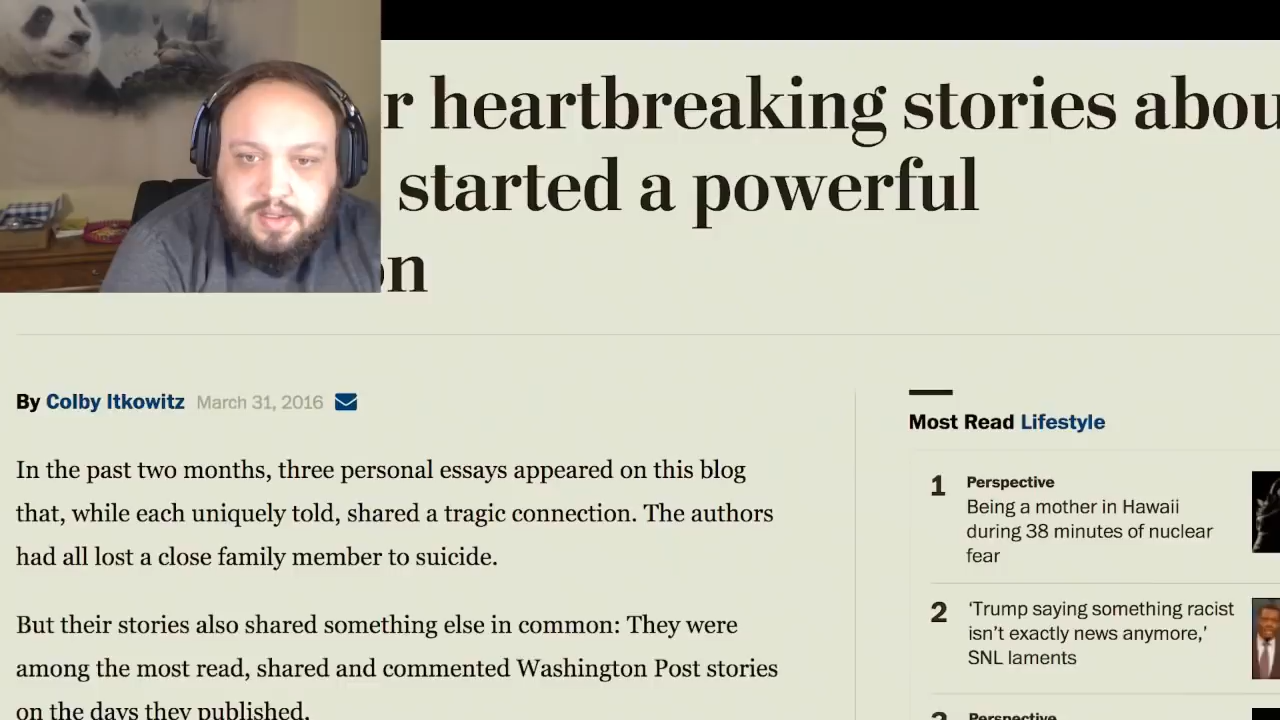 r heartbreaking stories abou
started a powerful
on
By Colby Itkowitz March 31, 2016
In the past two months, three personal essays appeared on this blog
that, while each uniquely told, shared a tragic connection. The authors
had all lost a close family member to suicide.
But their stories also shared something else in common: They were
among the most read, shared and commented Washington Post stories
on the days they published.
Most Read Lifestyle
1 Perspective
Being a mother in Hawaii
during 38 minutes of nuclear
fear
2 ‘Trump saying something racist
isn’t exactly news anymore,’
SNL laments
3 Perspective